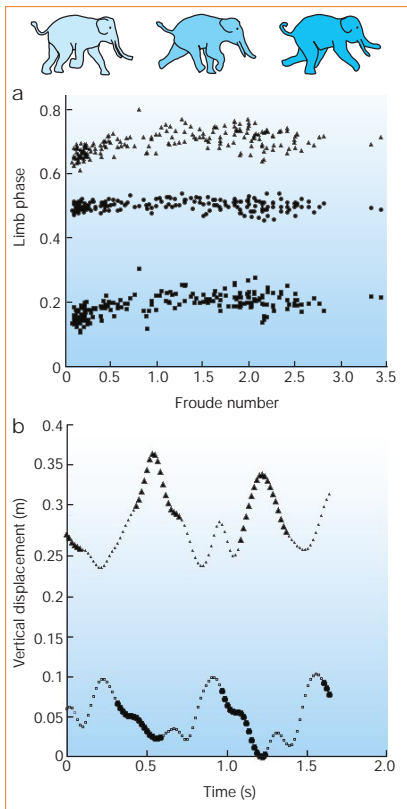 a
Limb phase
0.8
0.6
0.4
0.2
0
0 0.5 1.0 1.5 2.0 2.5 3.0 3.5
Froude number
b
Vertical displacement (m)
0.4
0.35
0.3
0.25
0.2
0.15
0.1
0.05
0
0 0.5 1.0 1.5 2.0
Time (s)